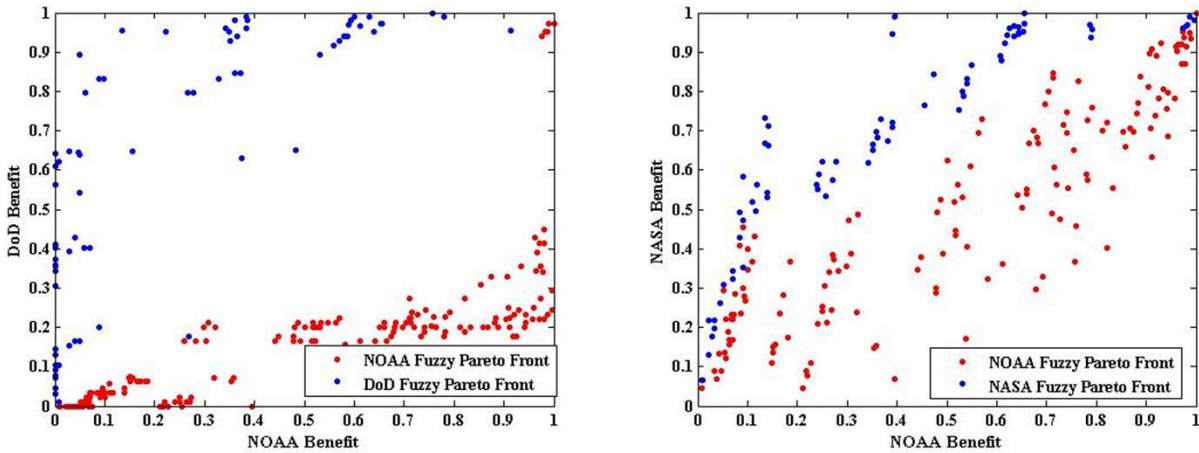 1
0.9
0.8
0.7
0.6
0.5
0.4
0.3
0.2
0.1
0
DoD Benefit
NOAA Fuzzy Pareto Front
DoD Fuzzy Pareto Front
0 0.1 0.2 0.3 0.4 0.5 0.6 0.7 0.8 0.9 1
NOAA Benefit
1
0.9
0.8
0.7
0.6
0.5
0.4
0.3
0.2
0.1
0
NASA Benefit
NOAA Fuzzy Pareto Front
NASA Fuzzy Pareto Front
0 0.1 0.2 0.3 0.4 0.5 0.6 0.7 0.8 0.9 1
NOAA Benefit